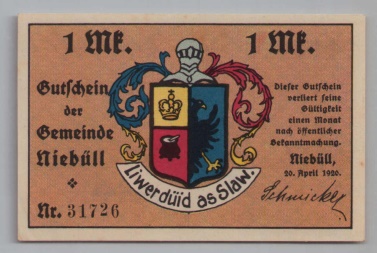 1 Mk. 1 Mk.
Gutschein
der
Gemeinde
Niebüll
Nr. 31726
Liwerdüid as Slaw.
Dieser Gutschein
verliert seine
Gültigkeit
einen Monat
nach öffentlicher
Bekanntmachung.
Niebüll,
20. April 1920.